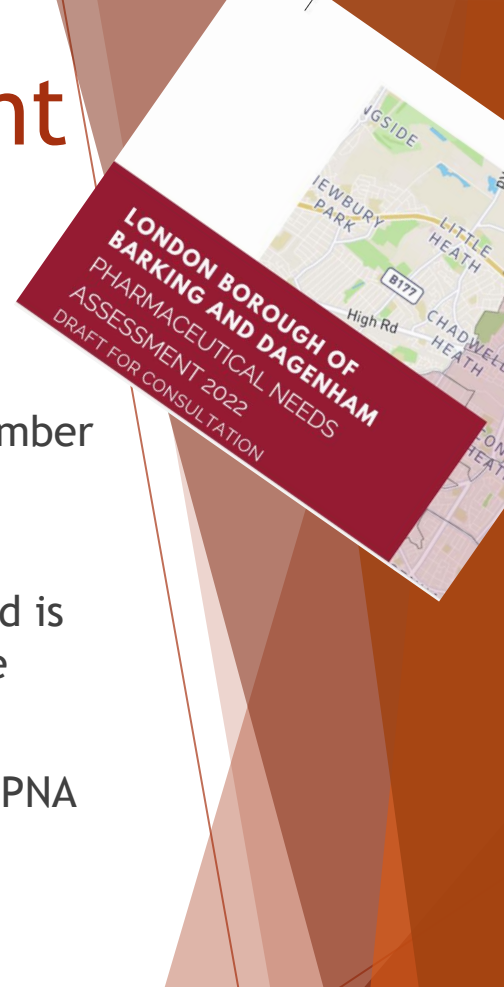 nt
LONDON BOROUGH OF
BARKING AND DAGENHAM
PHARMACEUTICAL NEEDS
ASSESSMENT 2022
DRAFT FOR CONSULTATION
NEWBURY
PARK
LITTLE
HEATH
B177
High Rd
CHADWELL
HEATH
mber
d is
e
PNA